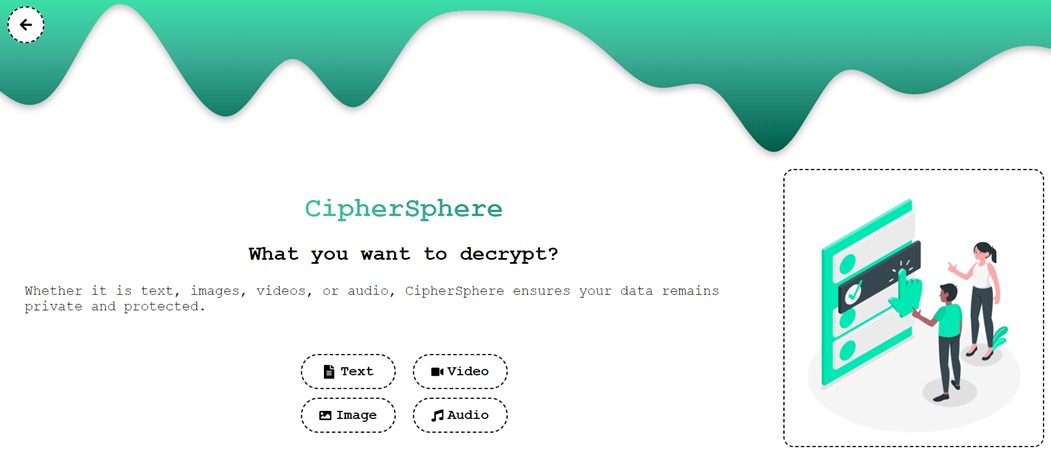 CipherSphere
What you want to decrypt?
Whether it is text, images, videos, or audio, CipherSphere ensures your data remains
private and protected.
Text
Video
Image
Audio